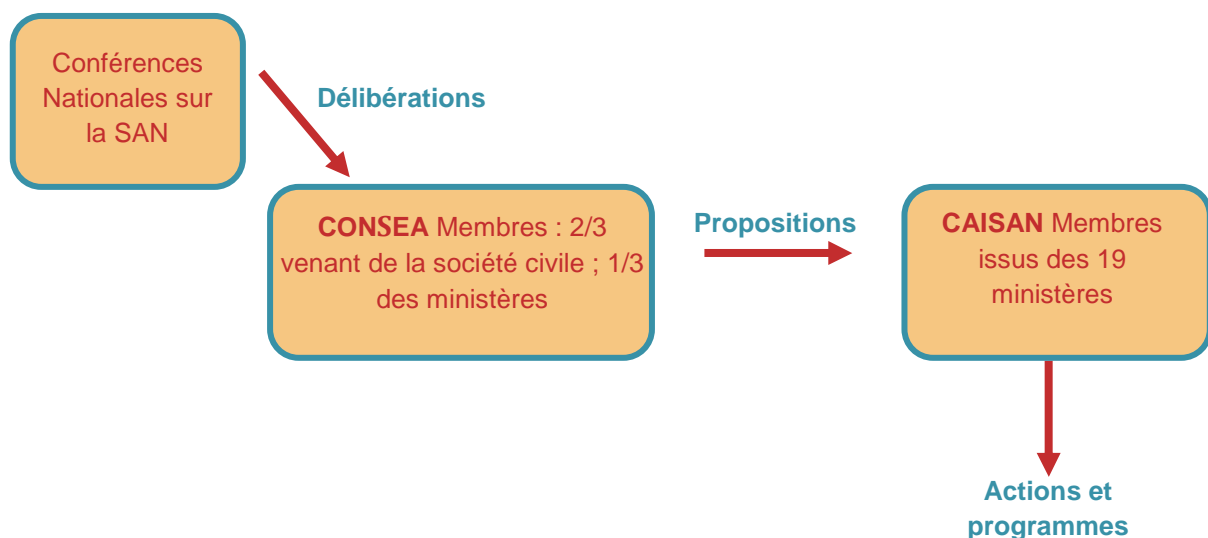 Conférences
Nationales sur
la SAN
Délibérations
CONSEA Membres : 2/3
venant de la société civile ; 1/3
des ministères
Propositions
CAISAN Membres
issus des 19
ministères
Actions et
programmes